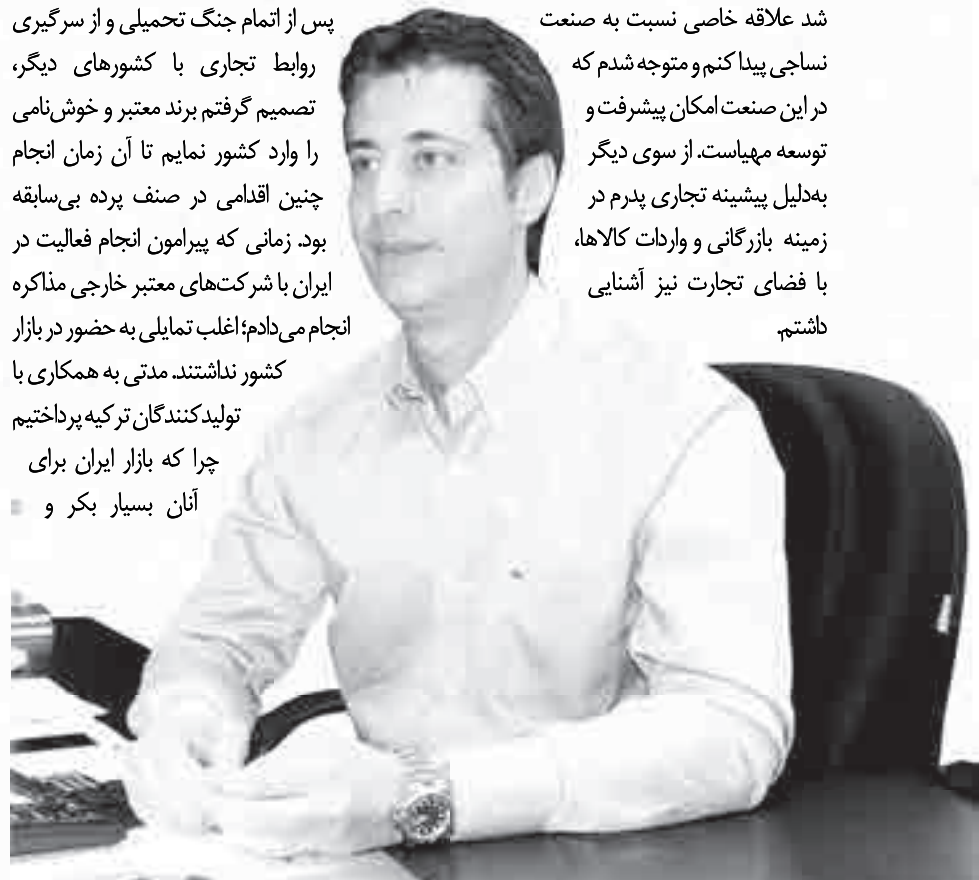 شد علاقه خاصی نسبت به صنعت
نساجی پیدا کنم و متوجه شدم که
در این صنعت امکان پیشرفت و
توسعه مهیاست. از سوی دیگر
به‌دلیل پیشینه تجاری پدرم در
زمینه بازرگانی و واردات کالاها،
با فضای تجارت نیز آشنایی
داشتم.
پس از اتمام جنگ تحمیلی و از سرگیری
روابط تجاری با کشورهای دیگر،
تصمیم گرفتم برند معتبر و خوش‌نامی
را وارد کشور نمایم تا آن زمان انجام
چنین اقدامی در صنف پرده بی‌سابقه
بود. زمانی که پیرامون انجام فعالیت در
ایران با شرکت‌های معتبر خارجی مذاکره
انجام می‌دادم؛ اغلب تمایلی به حضور در بازار
کشور نداشتند. مدتی به همکاری با
تولیدکنندگان ترکیه پرداختیم
چرا که بازار ایران برای
آنان بسیار بکر و